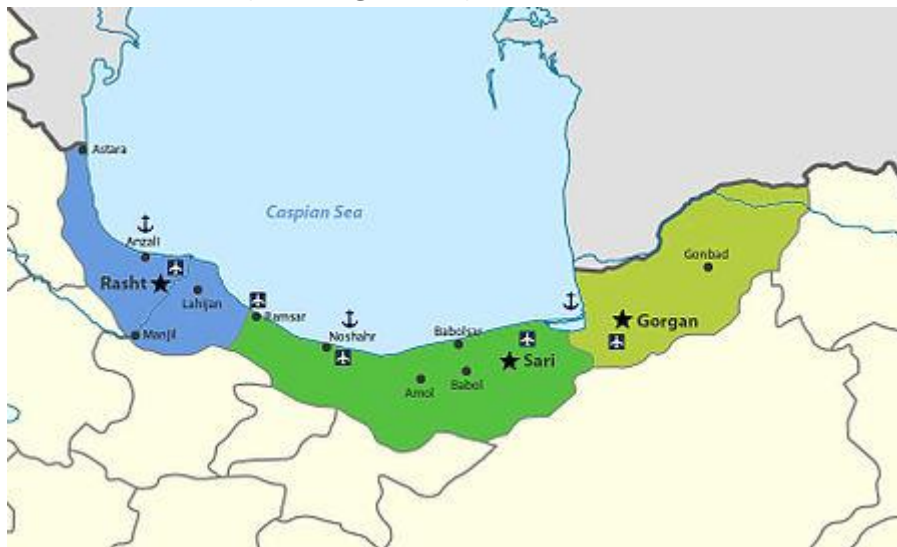 Astara
Caspian Sea
Anzali
Rasht
Lahijan
Manjil
Ramsar
Noshahr
Babolsar
Sari
Amol
Babol
Gonbad
Gorgan